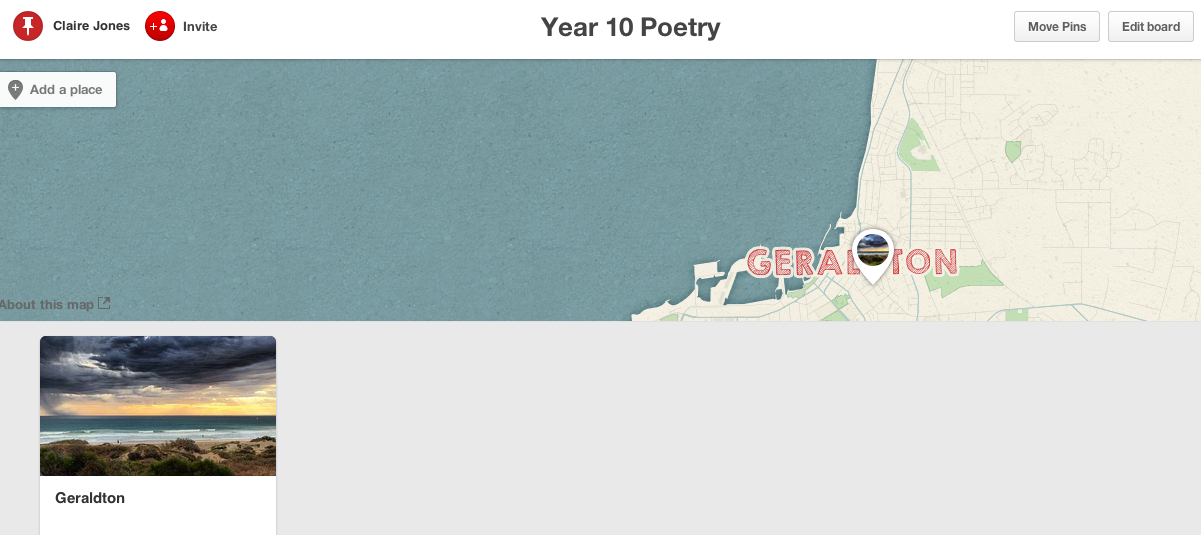 Claire Jones
Invite
Year 10 Poetry
Move Pins
Edit board
Add a place
GERALDTON
About this map
Geraldton